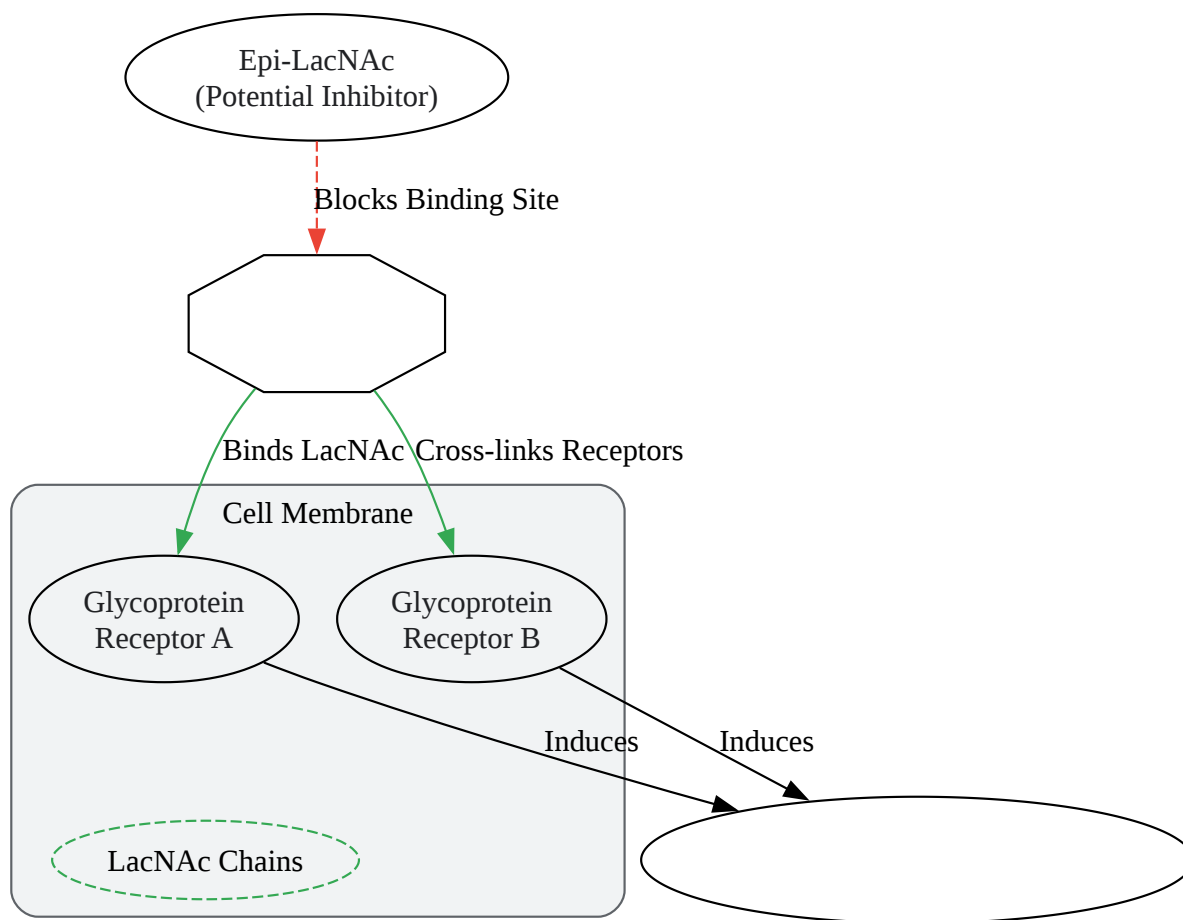 Epi-LacNAc
(Potential Inhibitor)
Blocks Binding Site
Binds LacNAc
Cross-links Receptors
Cell Membrane
Glycoprotein
Receptor A
Glycoprotein
Receptor B
Induces
Induces
LacNAc Chains